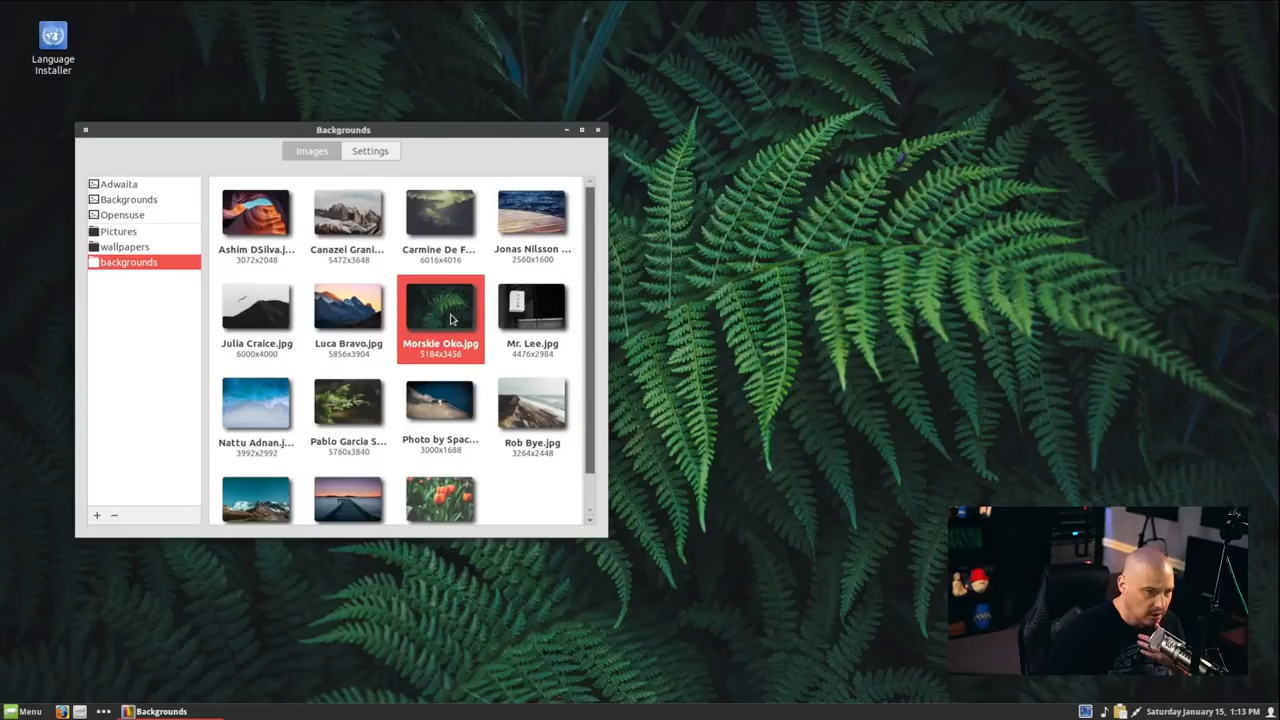 Language
Installer
Backgrounds
Images
Settings
Adwaita
Backgrounds
Opensuse
Pictures
wallpapers
backgrounds
Ashim DSilva.j...
3072x2048
Canazei Grani...
5472x3648
Carmine De F...
6016x4016
Jonas Nilsson ...
2560x1600
Julia Craice.jpg
6000x4000
Luca Bravo.jpg
5856x3904
Morskie Oko.jpg
5184x3456
Mr. Lee.jpg
4476x2984
Nattu Adnan.j...
3992x2992
Pablo Garcia S...
5760x3840
Photo by Spac...
3000x1688
Rob Bye.jpg
3264x2448
Menu
Backgrounds
Saturday January 15, 1:13 PM